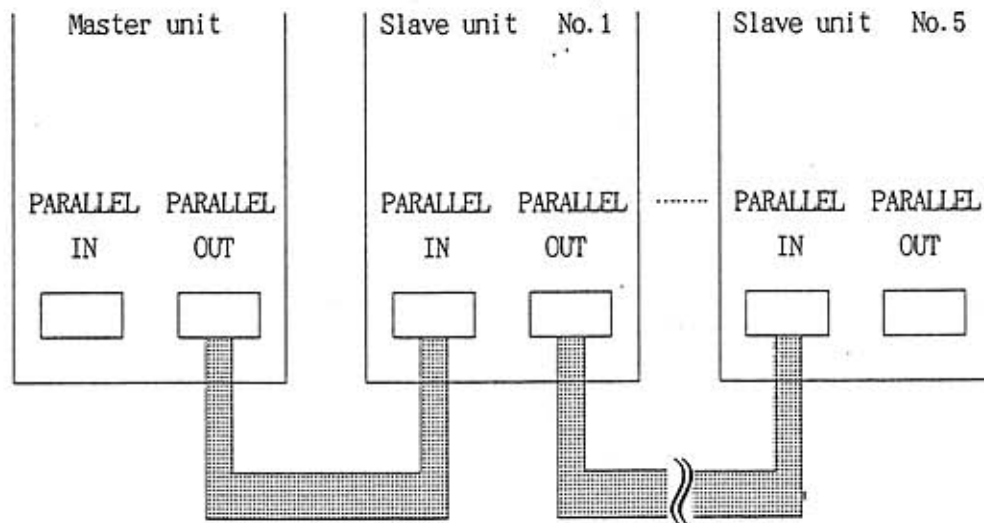 Master unit
Slave unit No.1
Slave unit No.5
PARALLEL PARALLEL
IN OUT
PARALLEL PARALLEL
IN OUT
........
PARALLEL PARALLEL
IN OUT